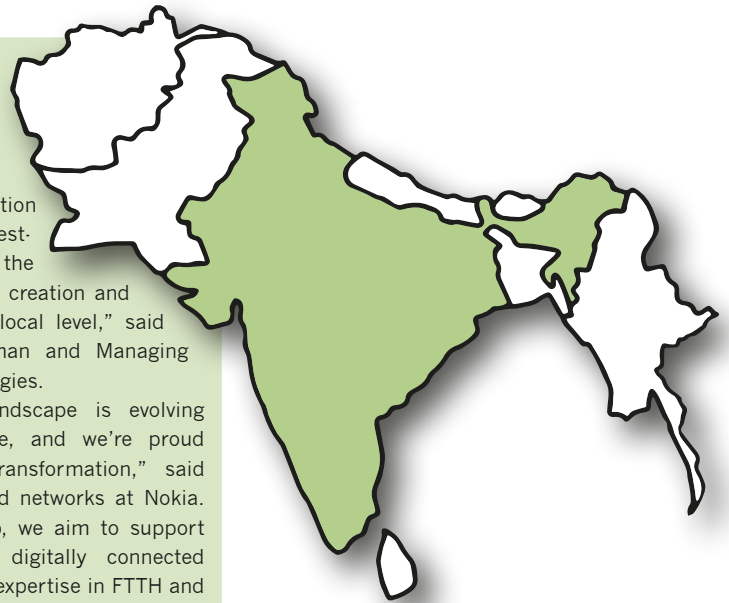 tion
est-
the
creation and
local level,” said
man and Managing
gies.
ndscape is evolving
e, and we’re proud
ransformation,” said
d networks at Nokia.
o, we aim to support
digitally connected
expertise in FTTH and